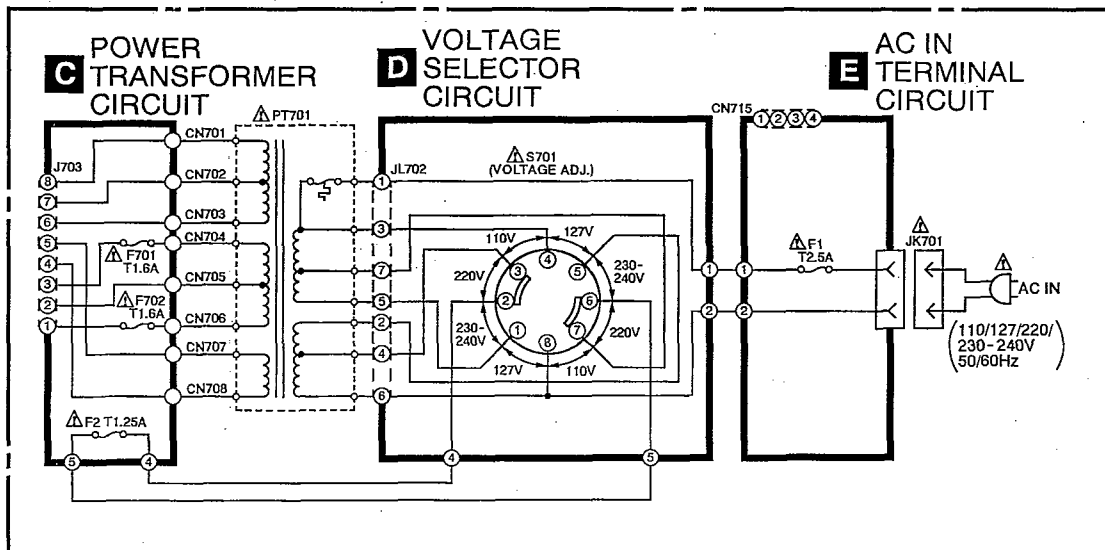 C POWER
TRANSFORMER
CIRCUIT
D VOLTAGE
SELECTOR
CIRCUIT
E AC IN
TERMINAL
CIRCUIT
CN715
① ② ③ ④
PT701
CN701
J703
⑧
⑦
⑥
⑤
④
③
②
①
CN702
CN703
CN704
F701
T1.6A
CN705
F702
T1.6A
CN706
CN707
CN708
F2 T1.25A
⑤ ④
JL702
①
③
⑦
⑤
②
④
⑥
S701
(VOLTAGE ADJ.)
110V 127V
220V 230-
240V
③ ④ ⑤
② ⑥
① ⑧ ⑦
230-
240V 220V
127V 110V
④ ⑤
① ①
② ②
F1
T2.5A
JK701
AC IN
(110/127/220/
230-240V
50/60Hz)